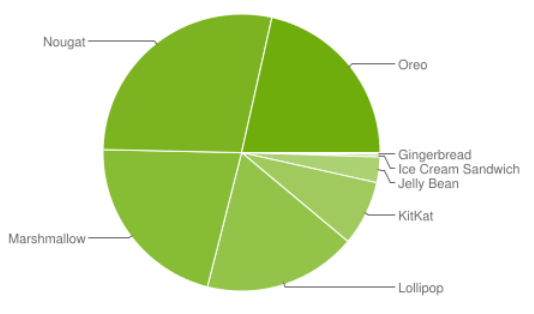 Nougat
Oreo
Gingerbread
Ice Cream Sandwich
Jelly Bean
KitKat
Marshmallow
Lollipop